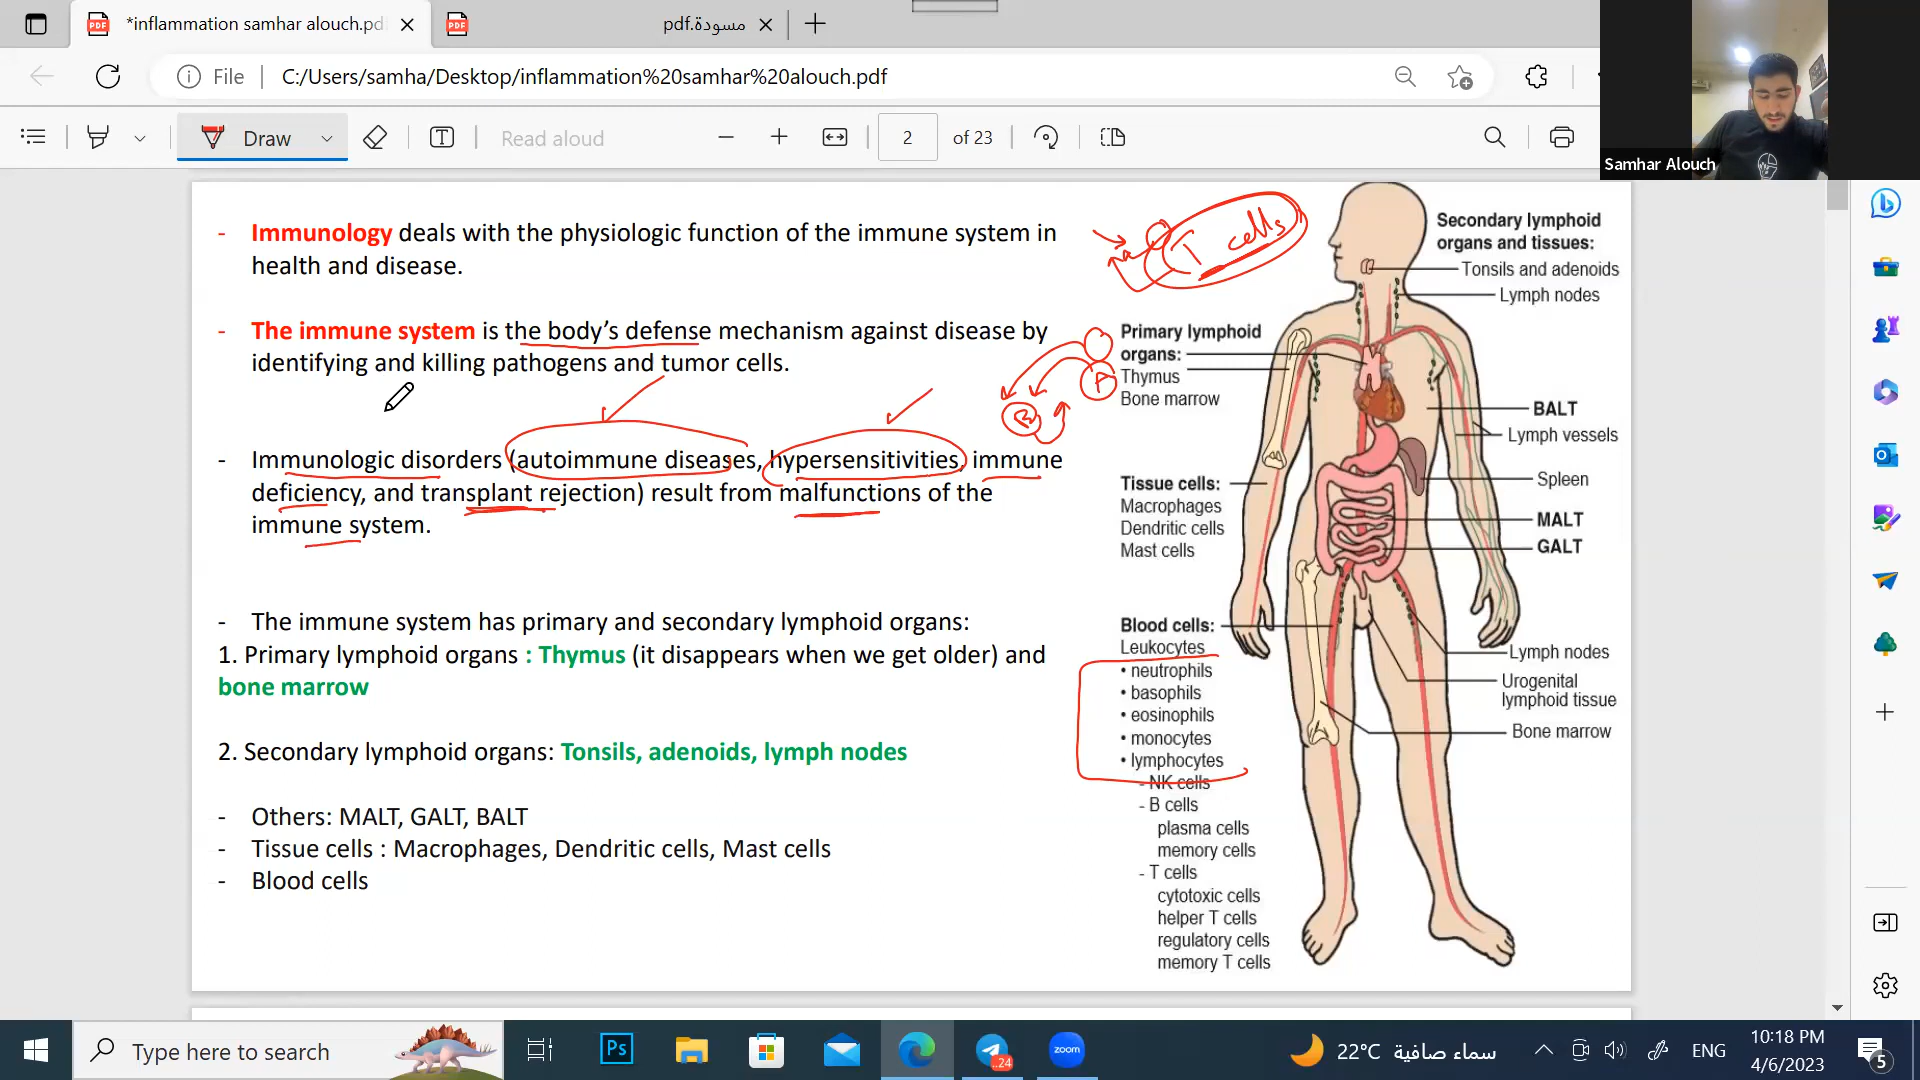 *inflammation samhar alouch.pd
مسودة.pdf
File
C:/Users/samha/Desktop/inflammation%20samhar%20alouch.pdf
Draw
Read aloud
2
of 23
Samhar Alouch
- Immunology deals with the physiologic function of the immune system in
health and disease.
- The immune system is the body's defense mechanism against disease by
identifying and killing pathogens and tumor cells.
- Immunologic disorders (autoimmune diseases, hypersensitivities, immune
deficiency, and transplant rejection) result from malfunctions of the
immune system.
- The immune system has primary and secondary lymphoid organs:
1. Primary lymphoid organs : Thymus (it disappears when we get older) and
bone marrow
2. Secondary lymphoid organs: Tonsils, adenoids, lymph nodes
- Others: MALT, GALT, BALT
- Tissue cells : Macrophages, Dendritic cells, Mast cells
- Blood cells
T cells
A
B
Primary lymphoid
organs:
Thymus
Bone marrow
Tissue cells:
Macrophages
Dendritic cells
Mast cells
Blood cells:
Leukocytes
• neutrophils
• basophils
• eosinophils
• monocytes
• lymphocytes
- NK cells
- B cells
plasma cells
memory cells
- T cells
cytotoxic cells
helper T cells
regulatory cells
memory T cells
Secondary lymphoid
organs and tissues:
Tonsils and adenoids
Lymph nodes
BALT
Lymph vessels
Spleen
MALT
GALT
Lymph nodes
Urogenital
lymphoid tissue
Bone marrow
Type here to search
Ps
..24
zoom
22°C سماء صافية
ENG
10:18 PM
4/6/2023
5